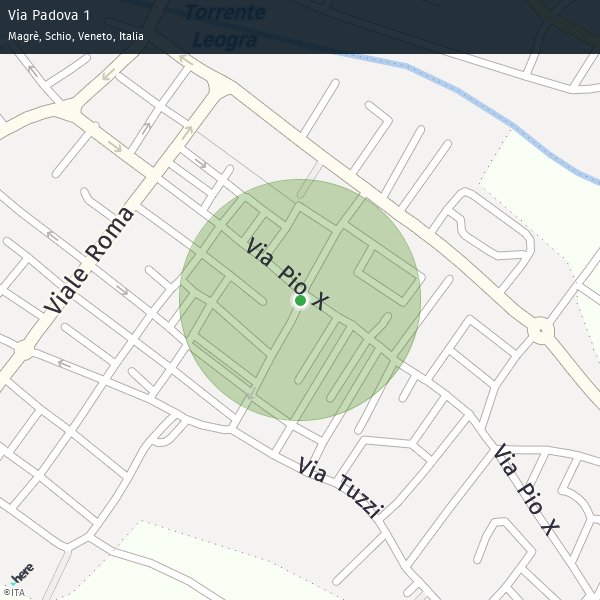 Via Padova 1
Magrè, Schio, Veneto, Italia
Torrente
Leogra
Viale Roma
Via Pio X
Via Tuzzi
Via Pio X
here
©ITA